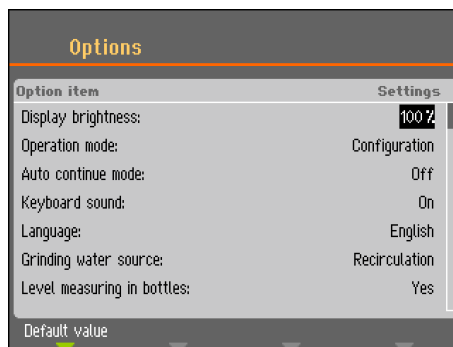 Options
Option item Settings
Display brightness: 100 %
Operation mode: Configuration
Auto continue mode: Off
Keyboard sound: On
Language: English
Grinding water source: Recirculation
Level measuring in bottles: Yes
Default value